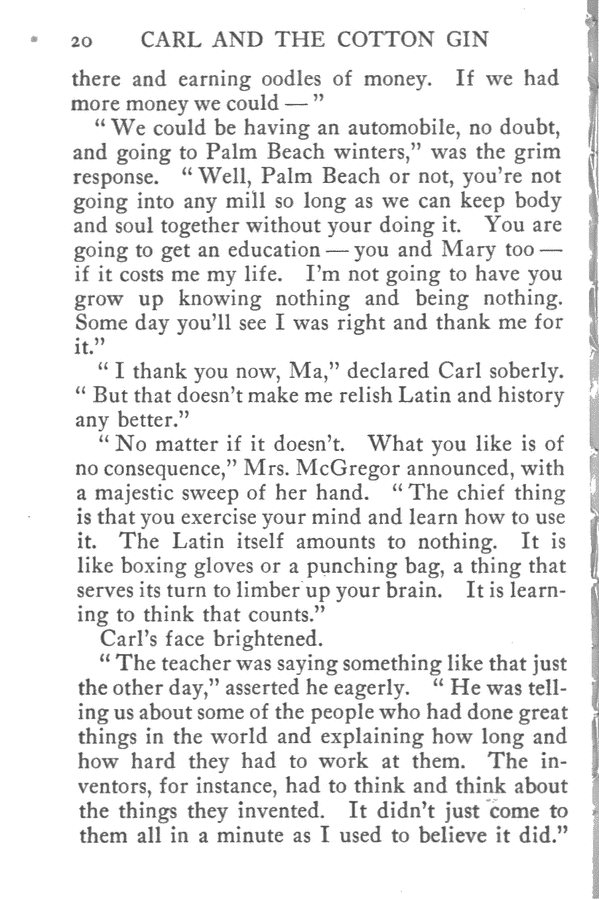 20 CARL AND THE COTTON GIN
there and earning oodles of money. If we had
more money we could — ”
“ We could be having an automobile, no doubt,
and going to Palm Beach winters,” was the grim
response. “ Well, Palm Beach or not, you’re not
going into any mill so long as we can keep body
and soul together without your doing it. You are
going to get an education — you and Mary too —
if it costs me my life. I’m not going to have you
grow up knowing nothing and being nothing.
Some day you’ll see I was right and thank me for
it.”
“ I thank you now, Ma,” declared Carl soberly.
“ But that doesn’t make me relish Latin and history
any better.”
“ No matter if it doesn’t. What you like is of
no consequence,” Mrs. McGregor announced, with
a majestic sweep of her hand. “ The chief thing
is that you exercise your mind and learn how to use
it. The Latin itself amounts to nothing. It is
like boxing gloves or a punching bag, a thing that
serves its turn to limber up your brain. It is learn-
ing to think that counts.”
Carl’s face brightened.
“ The teacher was saying something like that just
the other day,” asserted he eagerly. “ He was tell-
ing us about some of the people who had done great
things in the world and explaining how long and
how hard they had to work at them. The in-
ventors, for instance, had to think and think about
the things they invented. It didn’t just come to
them all in a minute as I used to believe it did.”